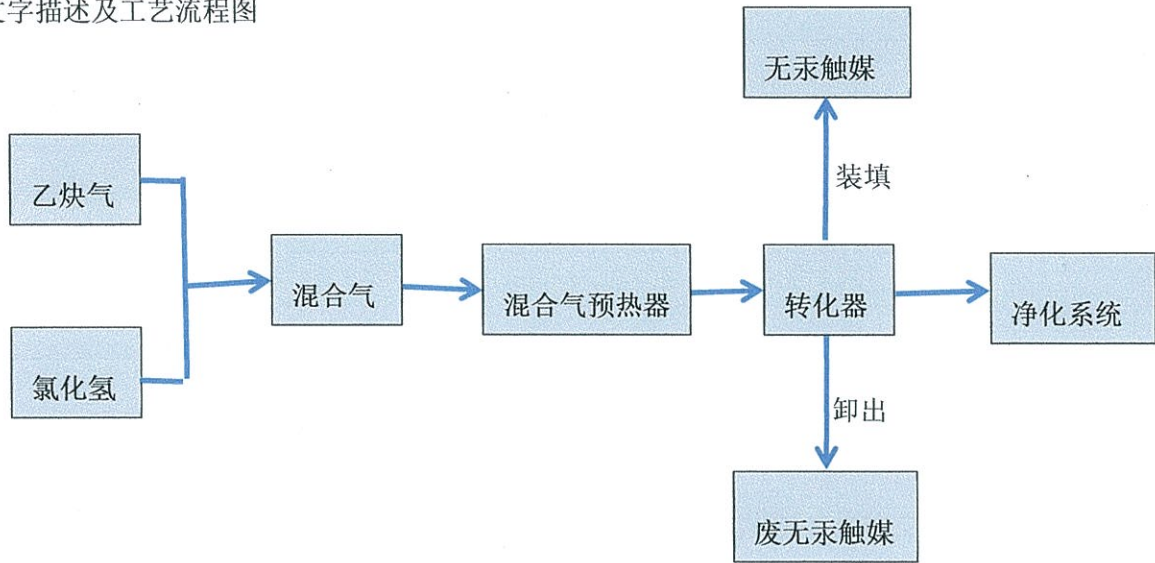 文字描述及工艺流程图
无汞触媒
乙炔气
装填
混合气
混合气预热器
转化器
净化系统
氯化氢
卸出
废无汞触媒